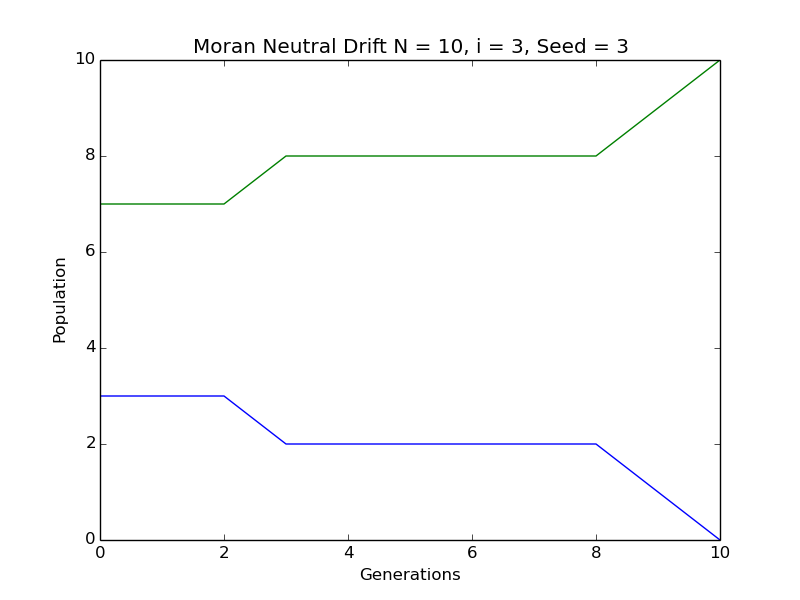 Moran Neutral Drift N = 10, i = 3, Seed = 3
10
8
6
4
2
0
Population
0 2 4 6 8 10
Generations